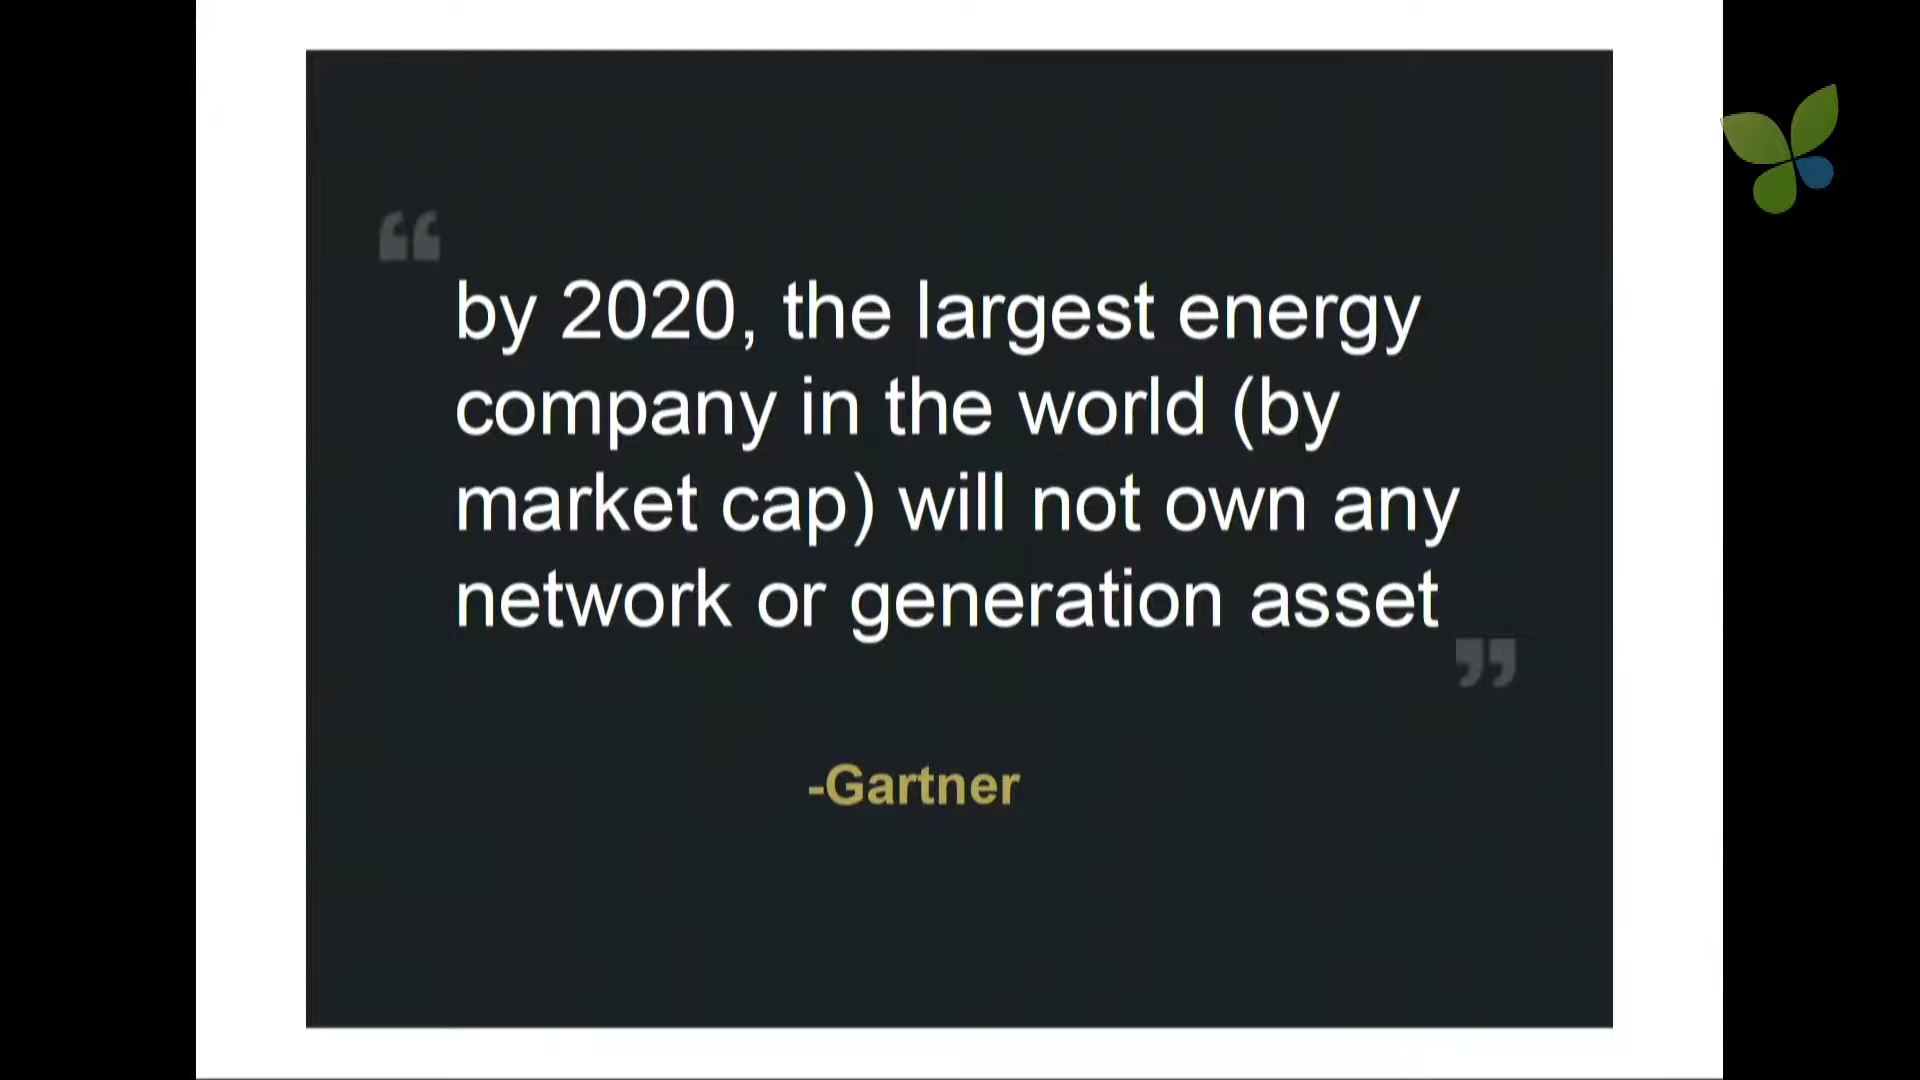 “
by 2020, the largest energy
company in the world (by
market cap) will not own any
network or generation asset
”
-Gartner